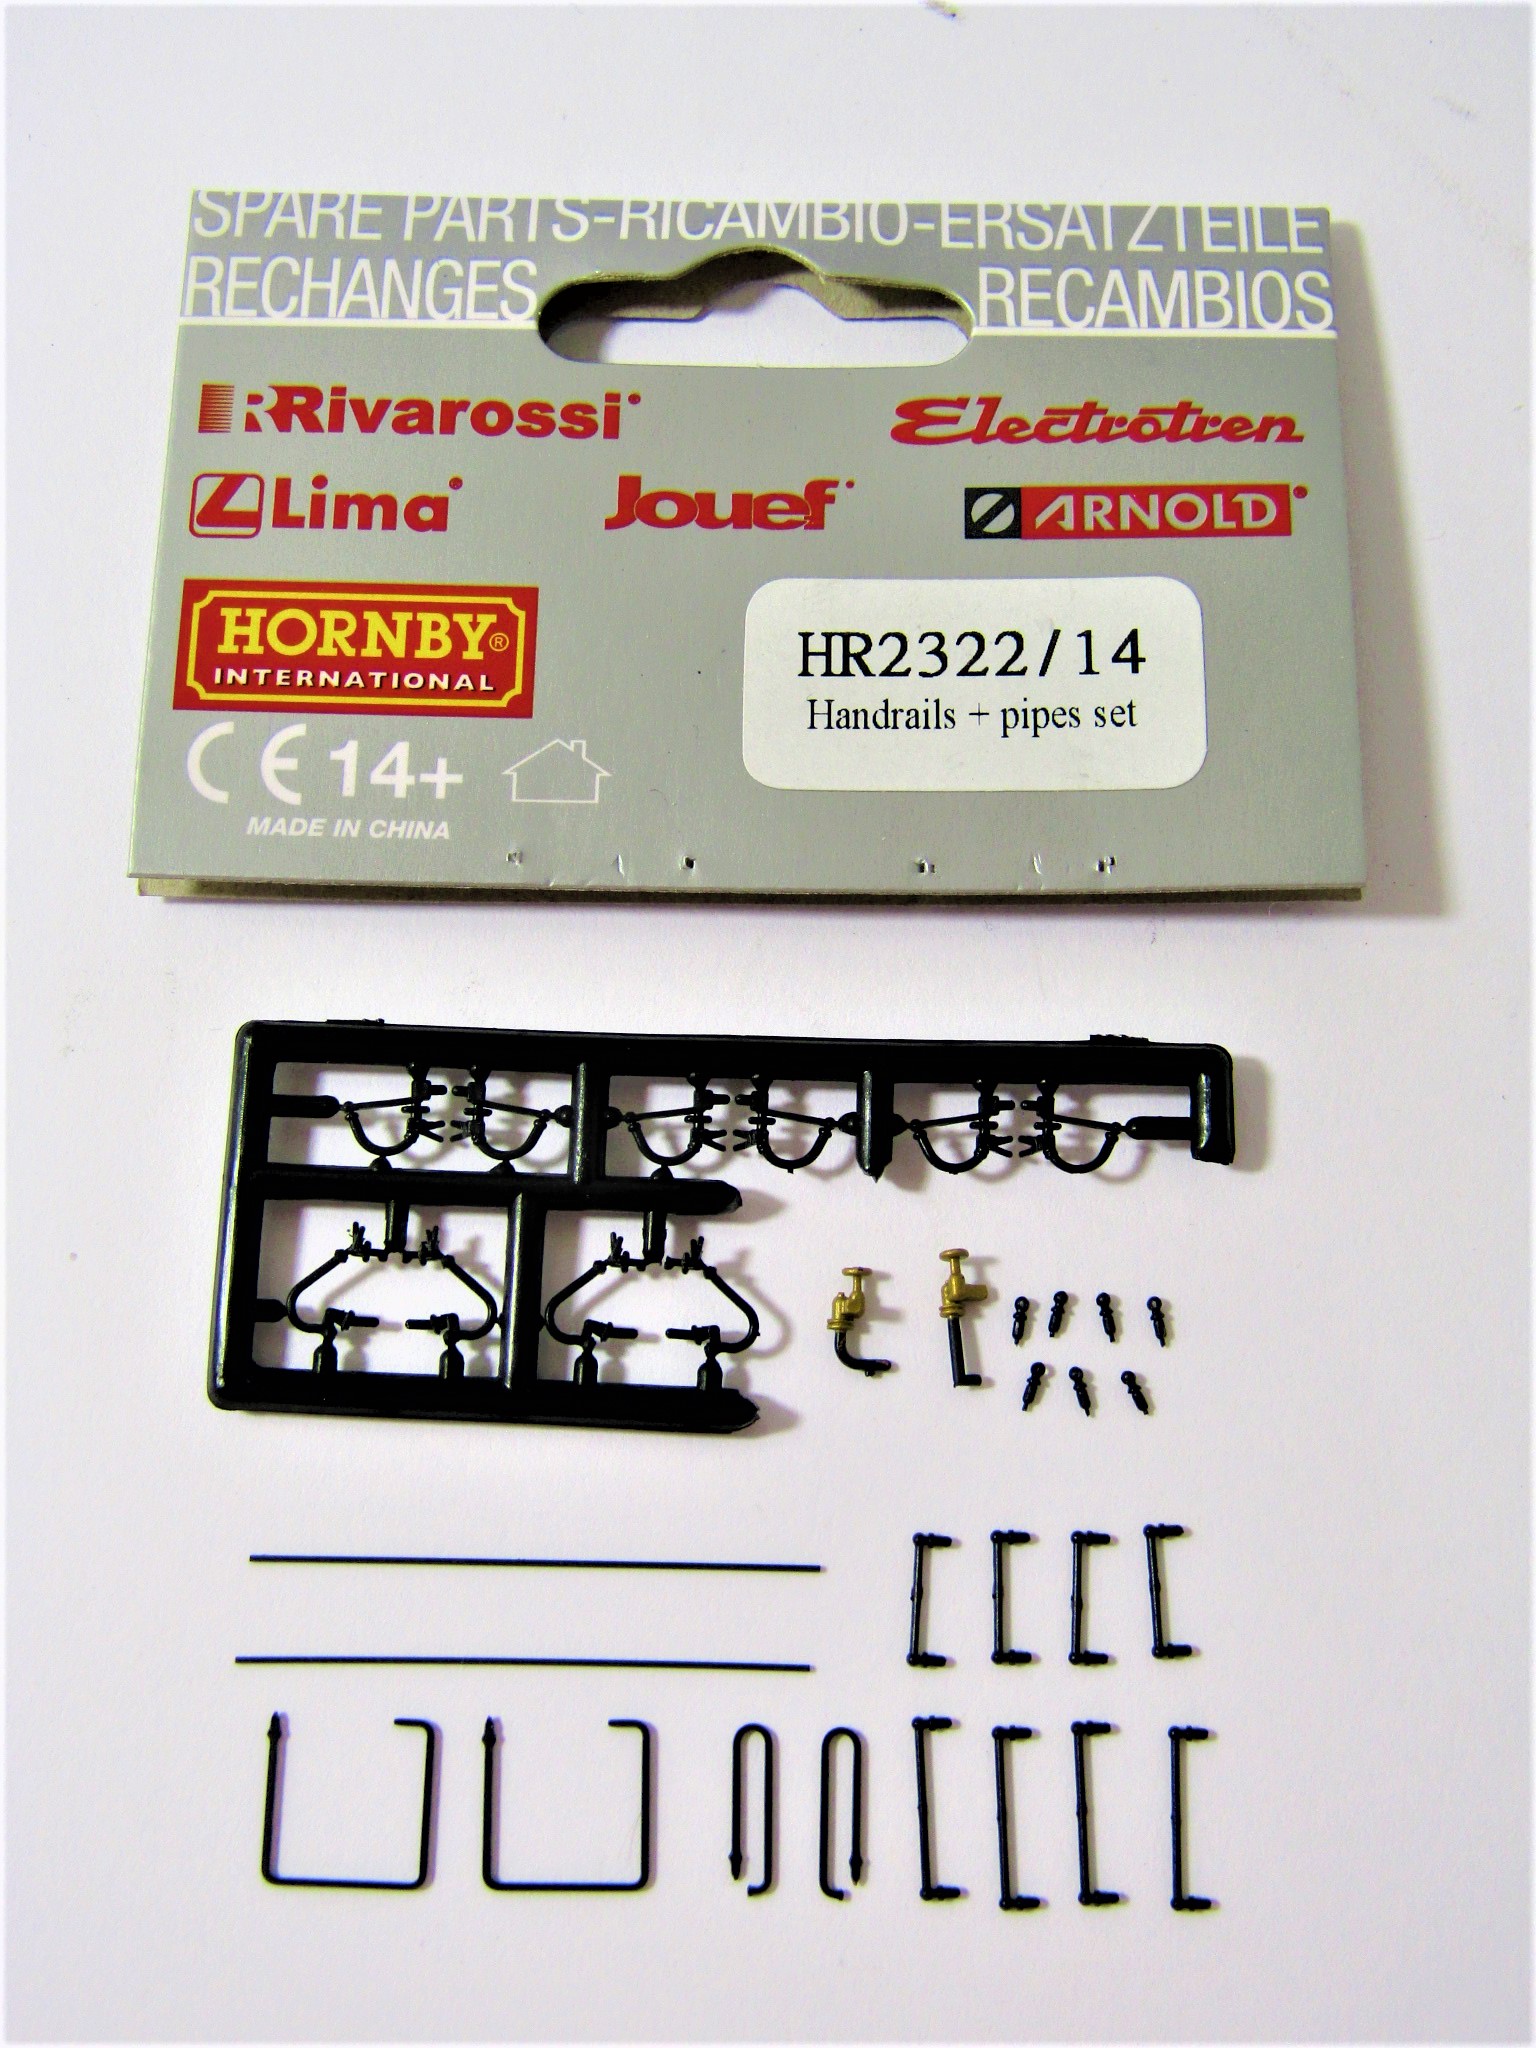 SPARE PARTS-RICAMBIO-ERSATZTEILE
RECHANGES RECAMBIOS
Rivarossi Electrotren
Lima® Jouef ARNOLD
HORNBY®
INTERNATIONAL
HR2322/14
Handrails + pipes set
CE 14+
MADE IN CHINA